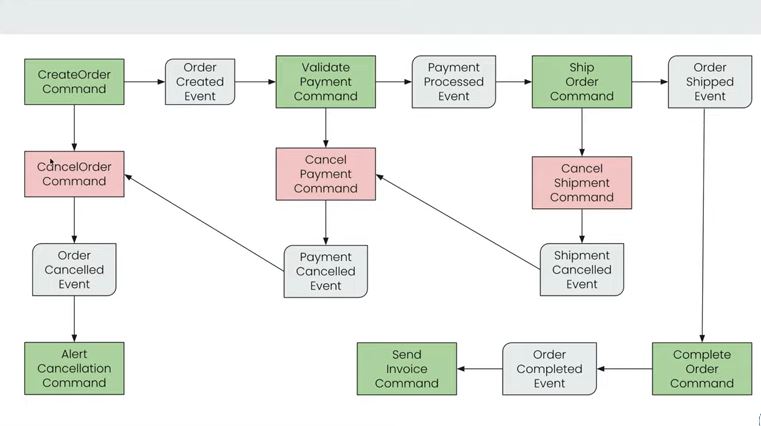 CreateOrder
Command
Order
Created
Event
Validate
Payment
Command
Payment
Processed
Event
Ship
Order
Command
Order
Shipped
Event
CancelOrder
Command
Cancel
Payment
Command
Cancel
Shipment
Command
Order
Cancelled
Event
Payment
Cancelled
Event
Shipment
Cancelled
Event
Alert
Cancellation
Command
Send
Invoice
Command
Order
Completed
Event
Complete
Order
Command